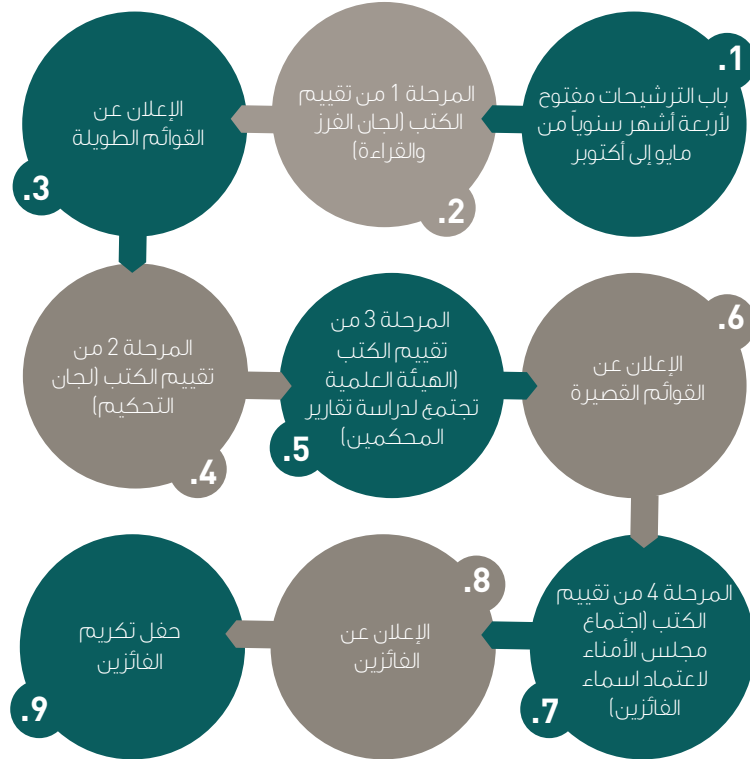 1.
باب الترشيحات مفتوح
لأربعة أشهر سنوياً من
مايو إلى أكتوبر
المرحلة 1 من تقييم
الكتب (لجان الفرز
والقراءة)
2.
الإعلان عن
القوائم الطويلة
3.
المرحلة 2 من
تقييم الكتب (لجان
التحكيم)
4.
المرحلة 3 من
تقييم الكتب
(الهيئة العلمية
تجتمع لدراسة تقارير
المحكمين)
5.
6.
الإعلان عن
القوائم القصيرة
المرحلة 4 من تقييم
الكتب (اجتماع
مجلس الأمناء
لاعتماد اسماء
الفائزين)
7.
8.
الإعلان عن
الفائزين
حفل تكريم
الفائزين
9.